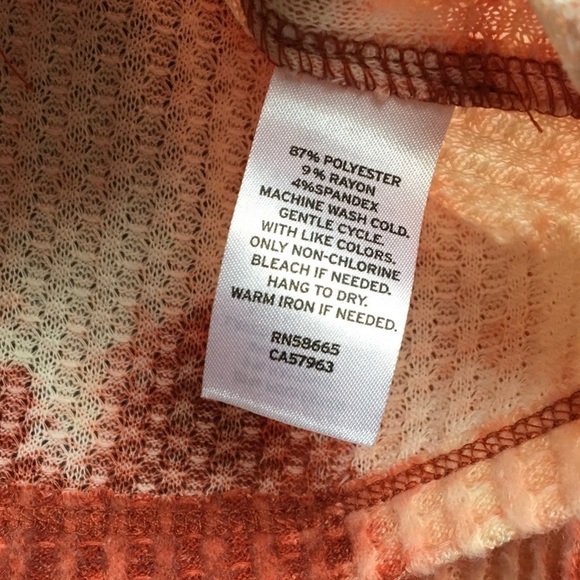 87% POLYESTER
9% RAYON
4%SPANDEX
MACHINE WASH COLD.
GENTLE CYCLE.
WITH LIKE COLORS.
ONLY NON-CHLORINE
BLEACH IF NEEDED.
HANG TO DRY.
WARM IRON IF NEEDED.
RN58665
CA57963